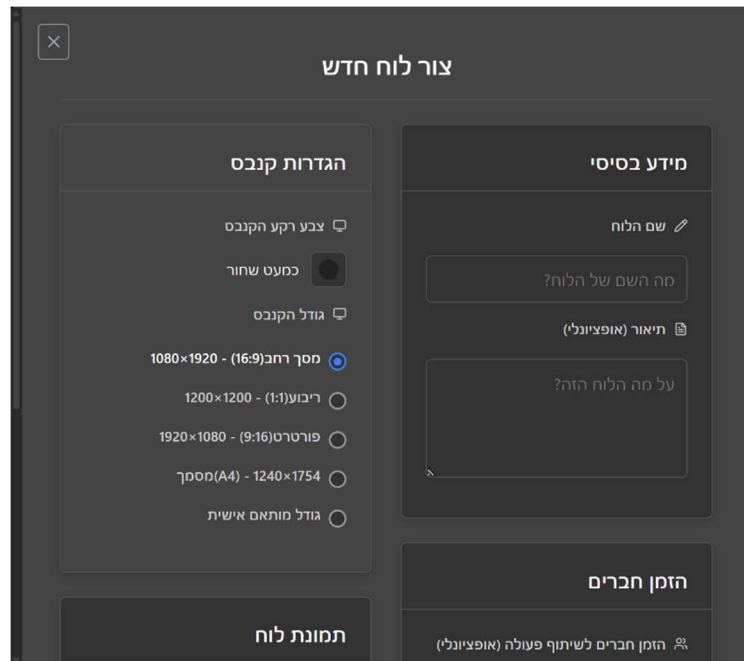 צור לוח חדש
מידע בסיסי
שם הלוח
מה השם של הלוח?
תיאור (אופציונלי)
על מה הלוח הזה?
הזמן חברים
הזמן חברים לשיתוף פעולה (אופציונלי)
הגדרות קנבס
צבע רקע הקנבס
כמעט שחור
גודל הקנבס
מסך רחב(16:9) - 1920×1080
ריבוע(1:1) - 1200×1200
פורטרט(9:16) - 1080×1920
מסמך(A4) - 1240×1754
גודל מותאם אישית
תמונת לוח